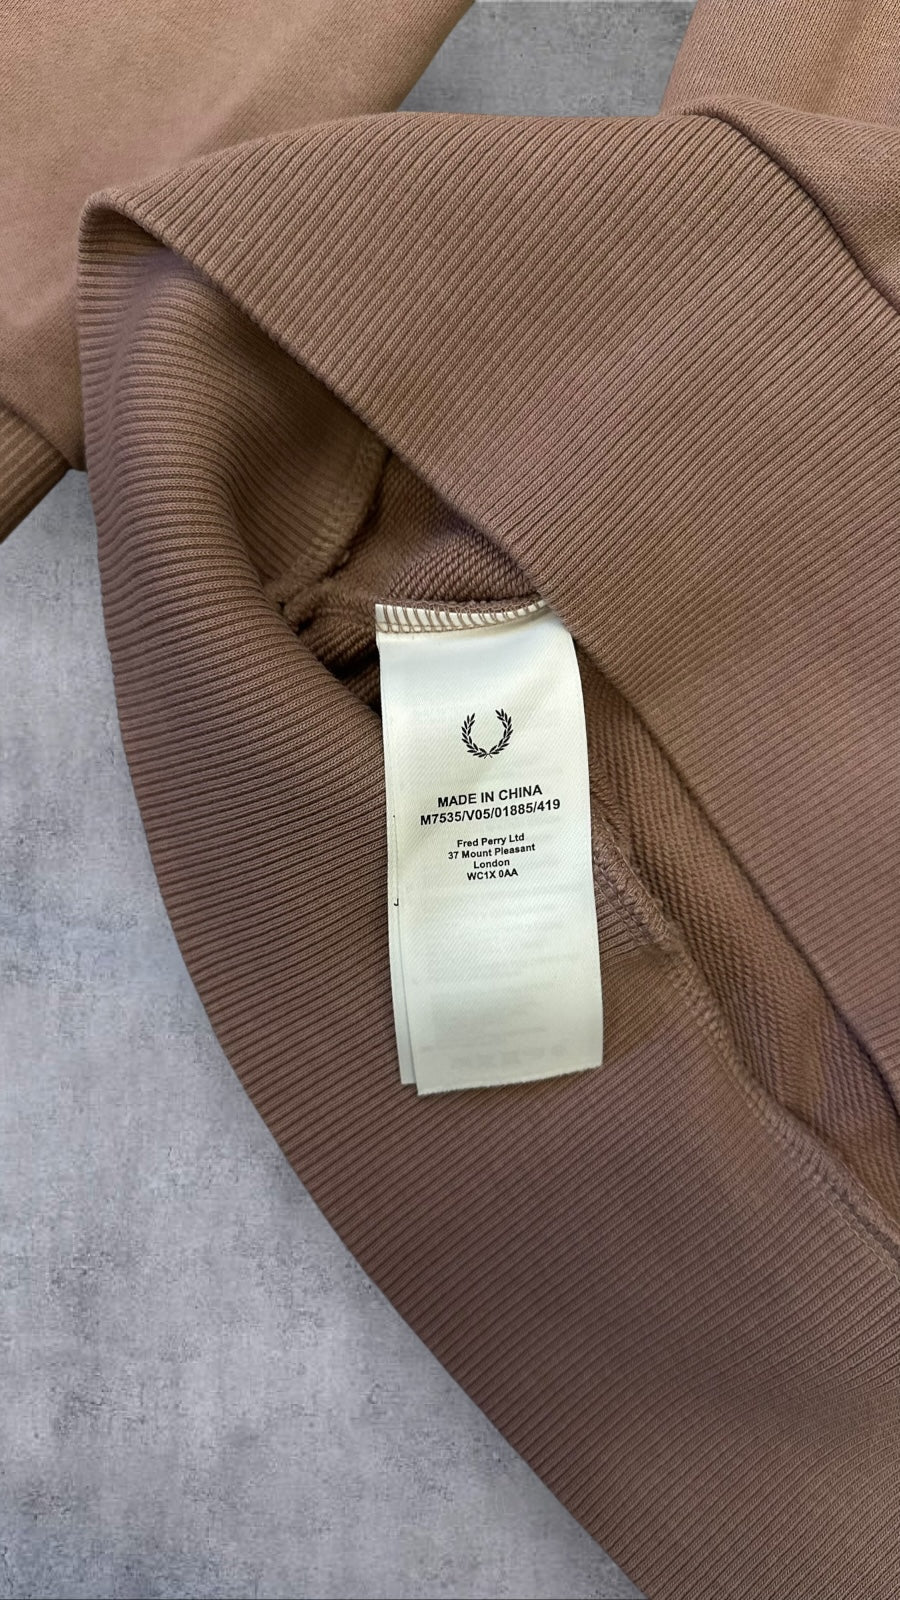 MADE IN CHINA
M7535/V05/01885/419
Fred Perry Ltd
37 Mount Pleasant
London
WC1X 0AA